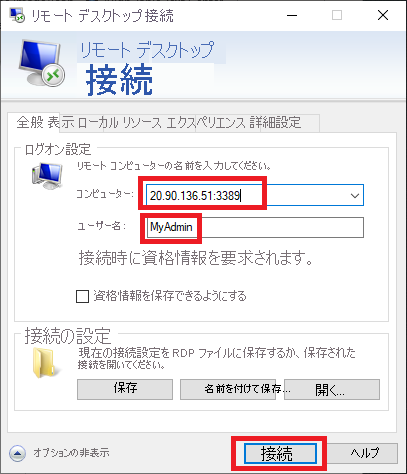 リモート デスクトップ接続
リモート デスクトップ
接続
全般 表示 ローカル リソース エクスペリエンス 詳細設定
ログオン設定
リモート コンピューターの名前を入力してください。
コンピューター:
20.90.136.51:3389
ユーザー名:
MyAdmin
接続時に資格情報を要求されます。
資格情報を保存できるようにする
接続の設定
現在の接続設定を RDP ファイルに保存するか、保存された
接続を開いてください。
保存
名前を付けて保存...
開く...
オプションの非表示
接続
ヘルプ